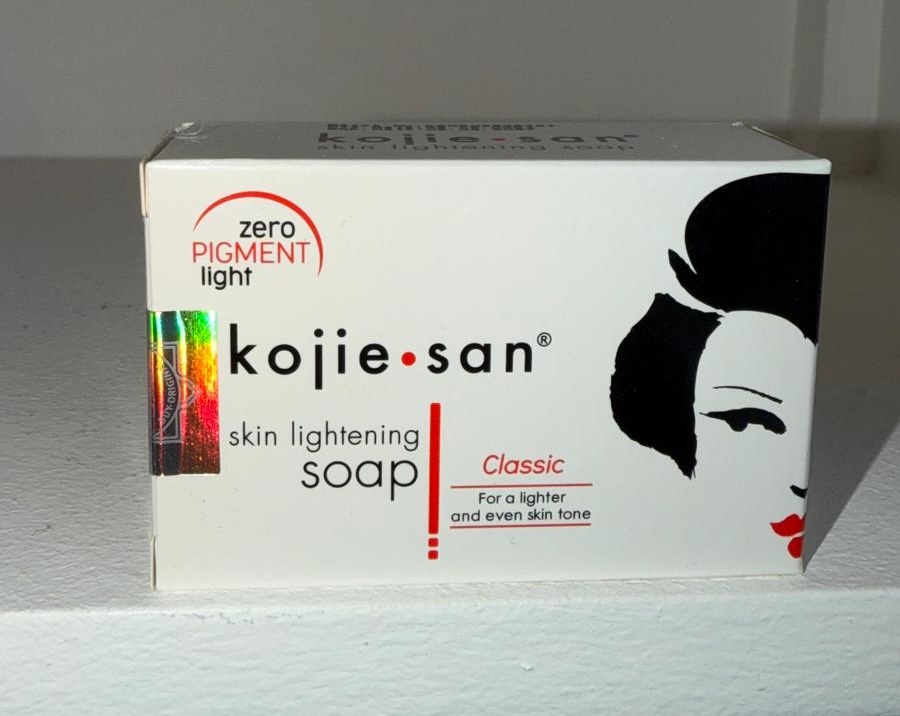 kojie•san®
skin lightening soap
zero
PIGMENT
light
kojie•san®
skin lightening
soap
Classic
For a lighter
and even skin tone
ORIGIN